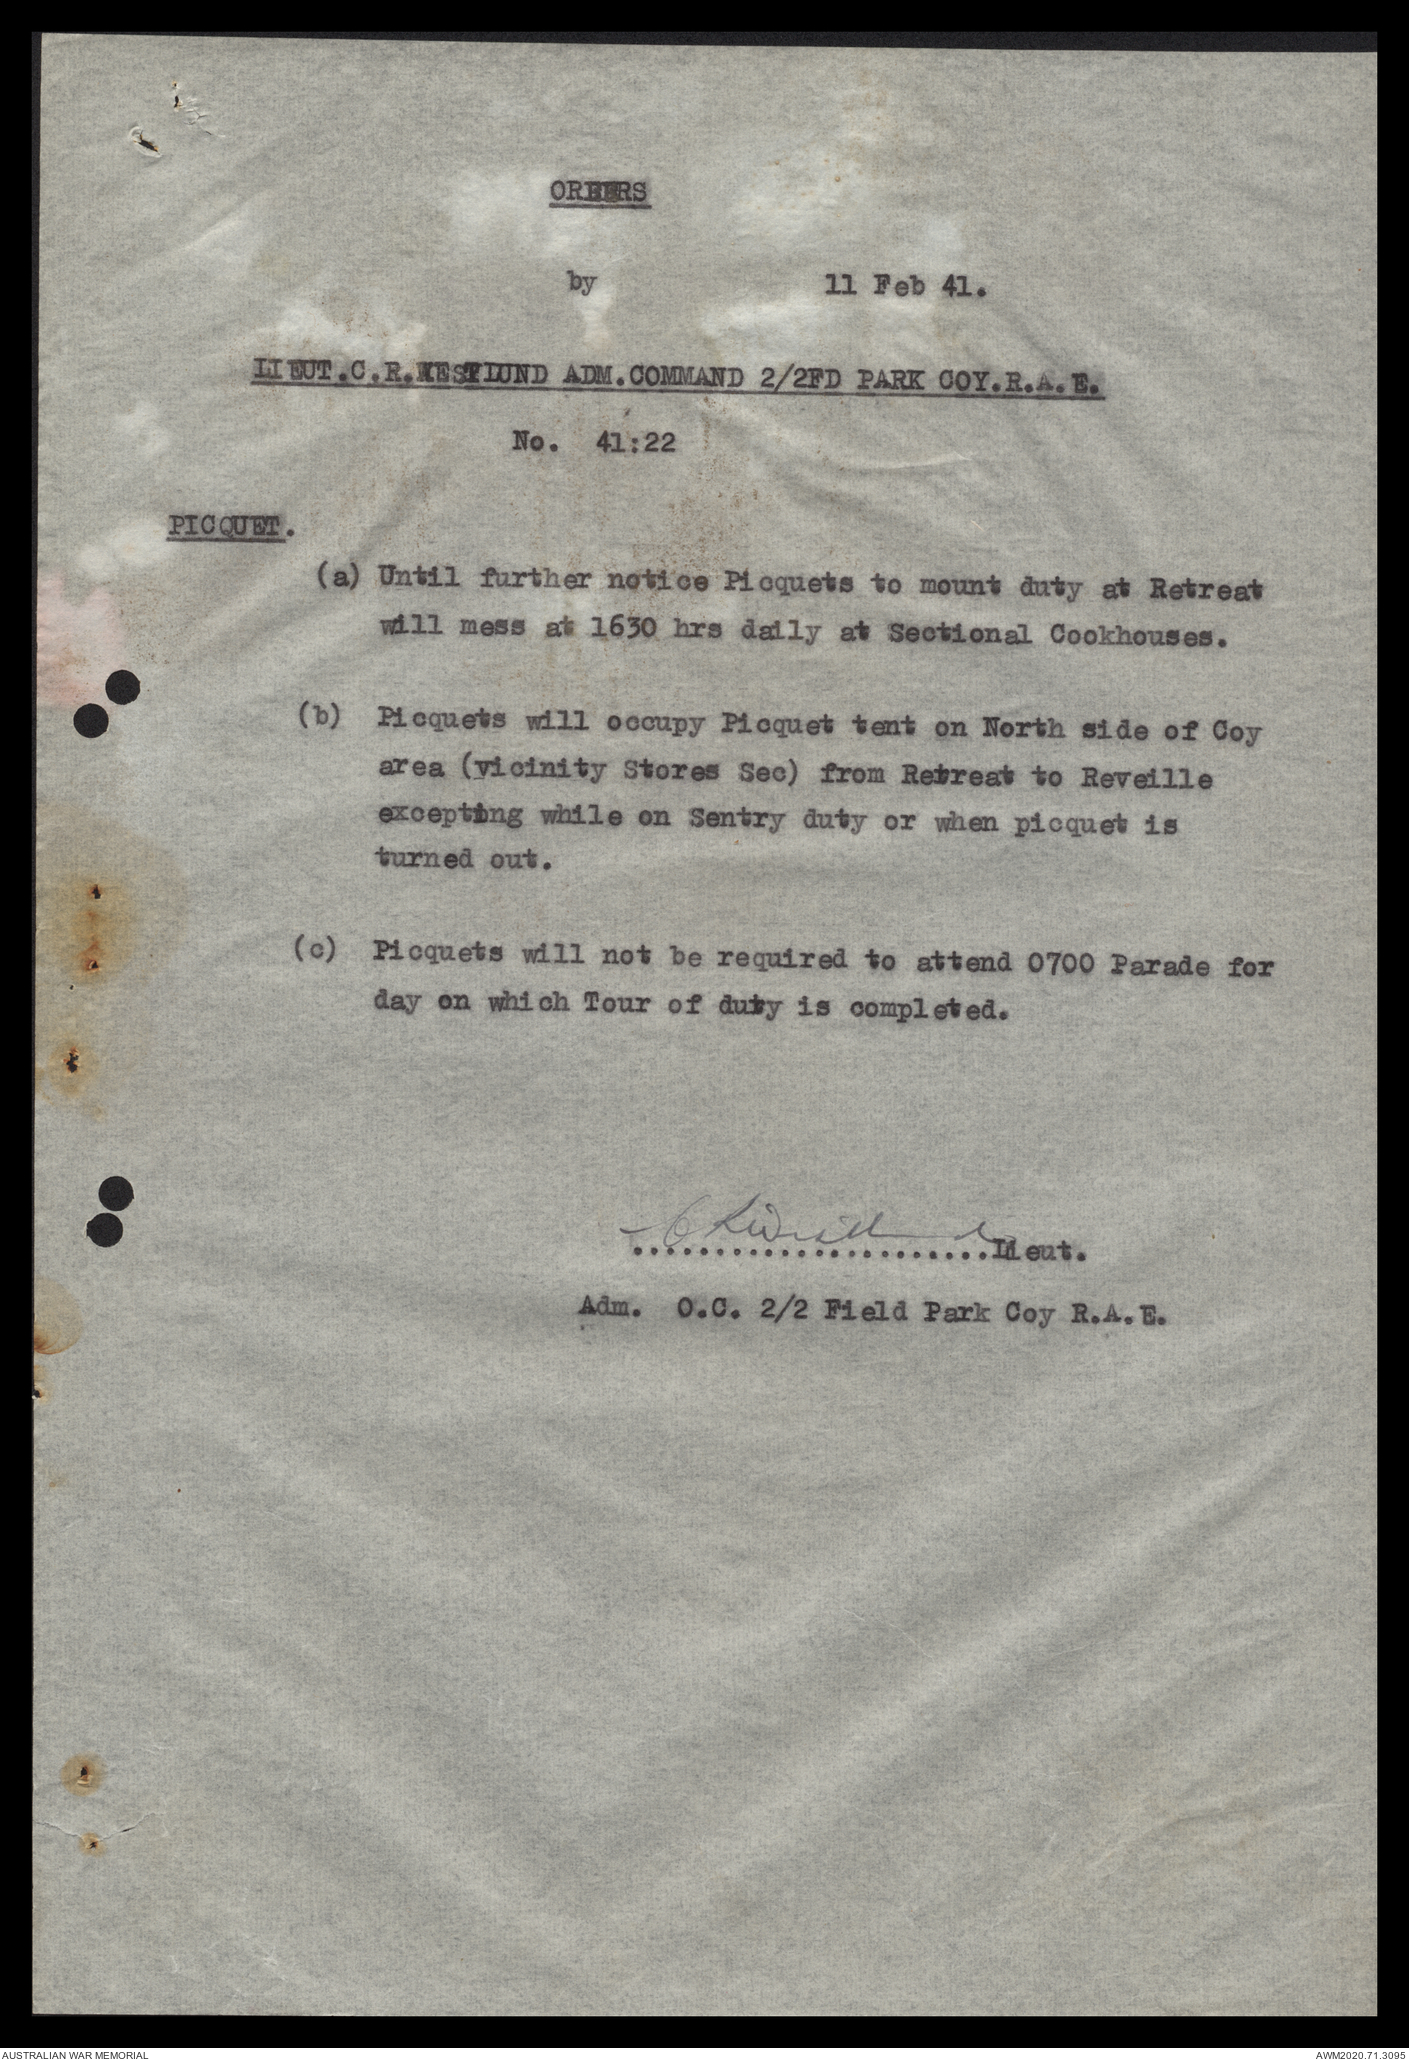 ORDERS
by 11 Feb 41.
LIEUT.C.R.WESTLUND ADM.COMMAND 2/2FD PARK COY.R.A.E.
No. 41:22
PICQUET.
(a) Until further notice Picquets to mount duty at Retreat
will mess at 1630 hrs daily at Sectional Cookhouses.
(b) Picquets will occupy Picquet tent on North side of Coy
area (vicinity Stores Sec) from Retreat to Reveille
excepting while on Sentry duty or when picquet is
turned out.
(c) Picquets will not be required to attend 0700 Parade for
day on which Tour of duty is completed.
C R Westlund
.......................Lieut.
Adm. O.C. 2/2 Field Park Coy R.A.E.
AUSTRALIAN WAR MEMORIAL AWM2020.71.3095